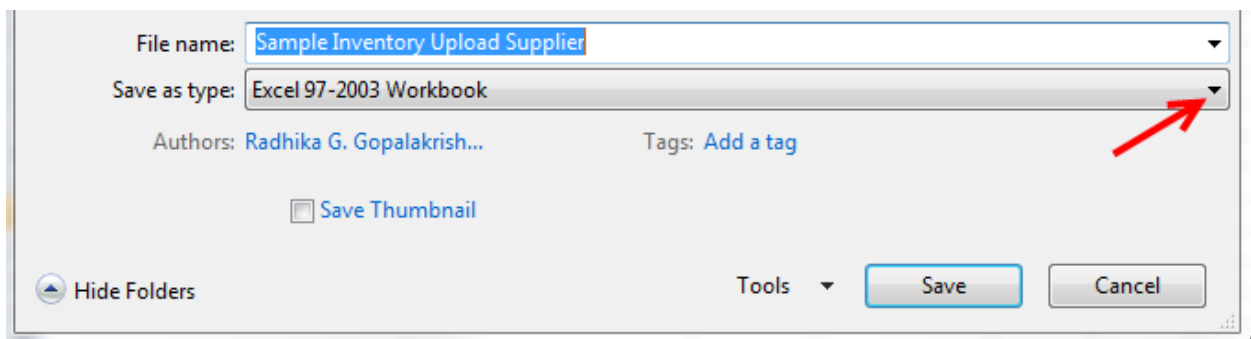 File name: Sample Inventory Upload Supplier
Save as type: Excel 97-2003 Workbook
Authors: Radhika G. Gopalakrish... Tags: Add a tag
Save Thumbnail
Hide Folders Tools Save Cancel